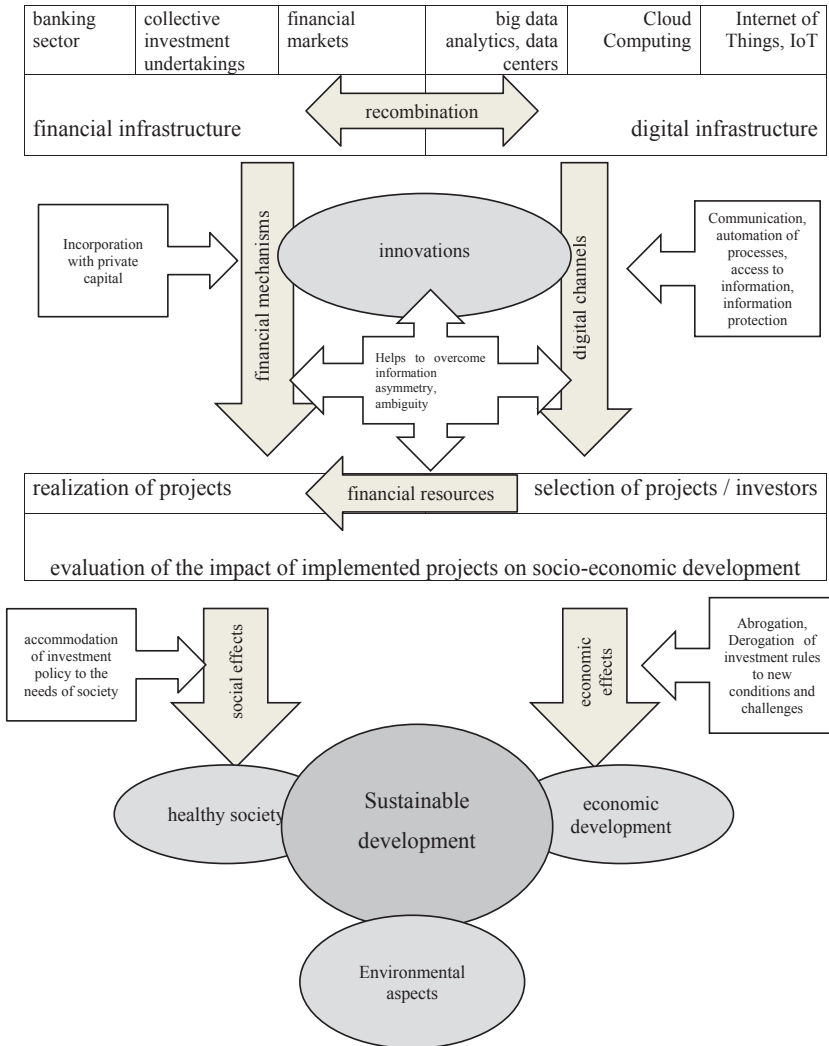 banking
sector
collective
investment
undertakings
financial
markets
big data
analytics, data
centers
Cloud
Computing
Internet of
Things, IoT
recombination
financial infrastructure
digital infrastructure
Incorporation
with private
capital
financial mechanisms
innovations
digital channels
Communication,
automation of
processes,
access to
information,
information
protection
Helps to overcome
information
asymmetry,
ambiguity
realization of projects
financial resources
selection of projects / investors
evaluation of the impact of implemented projects on socio-economic development
accommodation
of investment
policy to the
needs of society
social effects
economic
effects
Abrogation,
Derogation of
investment rules
to new
conditions and
challenges
healthy society
Sustainable
development
economic
development
Environmental
aspects